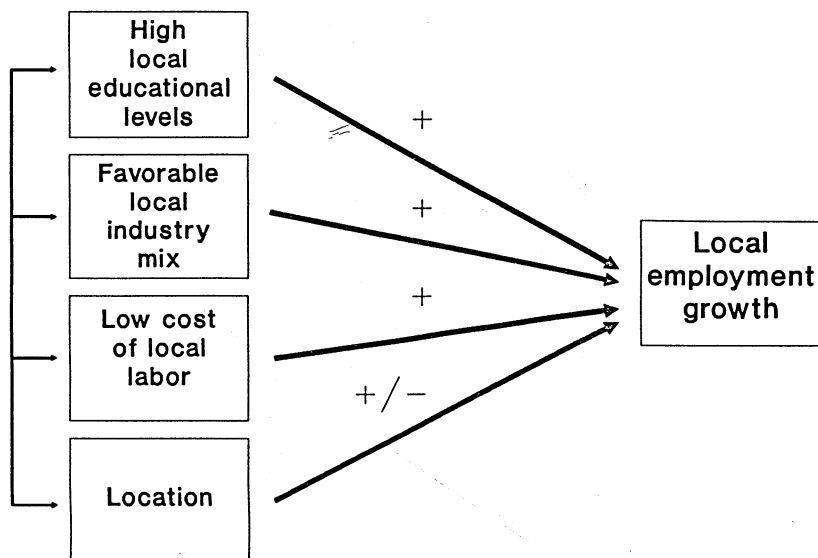 High
local
educational
levels
+
Favorable
local
industry
mix
+
Low cost
of local
labor
+
Location
+/-
Local
employment
growth